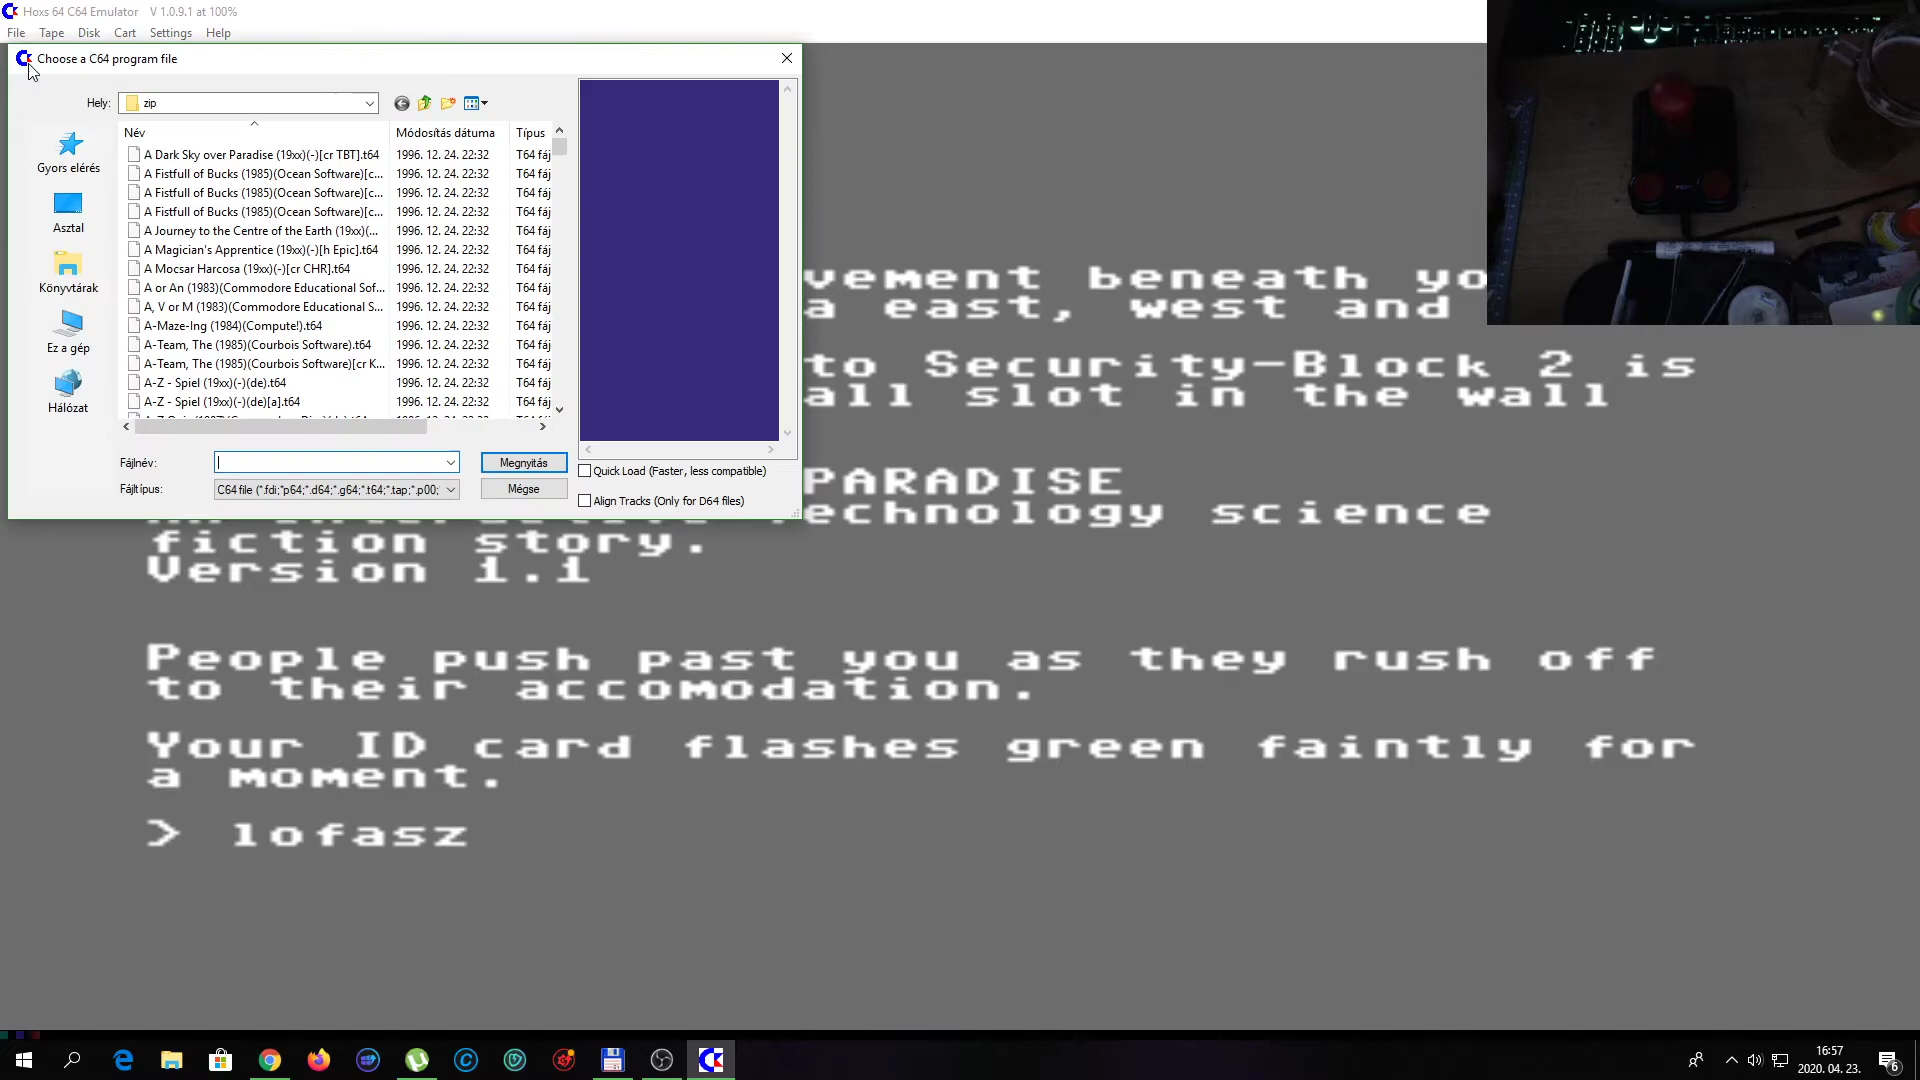 Hoxs 64 C64 Emulator V 1.0.9.1 at 100%
File Tape Disk Cart Settings Help
Choose a C64 program file
Hely: zip
Név Módosítás dátuma Típus
A Dark Sky over Paradise (19xx)(-)[cr TBT].t64 1996. 12. 24. 22:32 T64 fáj
A Fistfull of Bucks (1985)(Ocean Software)[c... 1996. 12. 24. 22:32 T64 fáj
A Fistfull of Bucks (1985)(Ocean Software)[c... 1996. 12. 24. 22:32 T64 fáj
A Fistfull of Bucks (1985)(Ocean Software)[c... 1996. 12. 24. 22:32 T64 fáj
A Journey to the Centre of the Earth (19xx)(... 1996. 12. 24. 22:32 T64 fáj
A Magician's Apprentice (19xx)(-)[h Epic].t64 1996. 12. 24. 22:32 T64 fáj
A Mocsar Harcosa (19xx)(-)[cr CHR].t64 1996. 12. 24. 22:32 T64 fáj
A or An (1983)(Commodore Educational Sof... 1996. 12. 24. 22:32 T64 fáj
A, V or M (1983)(Commodore Educational S... 1996. 12. 24. 22:32 T64 fáj
A-Maze-Ing (1984)(Compute!).t64 1996. 12. 24. 22:32 T64 fáj
A-Team, The (1985)(Courbois Software).t64 1996. 12. 24. 22:32 T64 fáj
A-Team, The (1985)(Courbois Software)[cr K... 1996. 12. 24. 22:32 T64 fáj
A-Z - Spiel (19xx)(-)(de).t64 1996. 12. 24. 22:32 T64 fáj
A-Z - Spiel (19xx)(-)(de)[a].t64 1996. 12. 24. 22:32 T64 fáj
Gyors elérés
Asztal
Könyvtárak
Ez a gép
Hálózat
Fájlnév: Megnyitás
Fájltípus: C64 file (*.fdi;*p64;*.d64;*.g64;*.t64;*.tap;*.p00; Mégse
Quick Load (Faster, less compatible)
Align Tracks (Only for D64 files)
vement beneath yo
a east, west and
to Security-Block 2 is
all slot in the wall
PARADISE
technology science
fiction story.
Version 1.1
People push past you as they rush off
to their accomodation.
Your ID card flashes green faintly for
a moment.
> lofasz
16:57
2020. 04. 23.
6